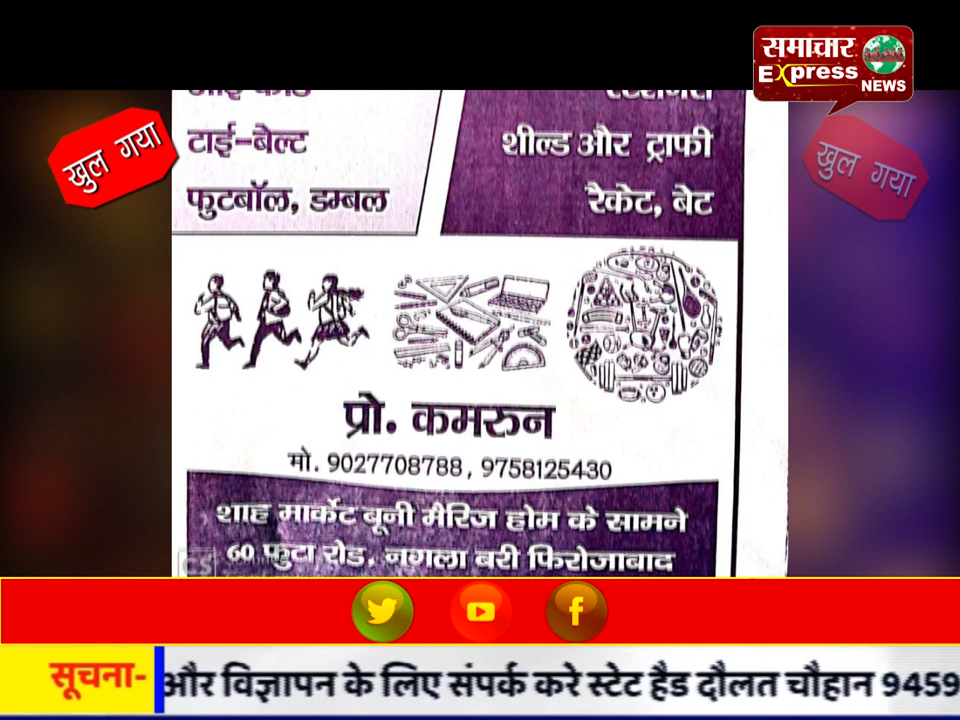 समाचार
Express
NEWS
खुल गया
खुल गया
टाई-बेल्ट
फुटबॉल, डम्बल
शील्ड और ट्राफी
रैकेट, बेट
प्रो. कमरुन
मो. 9027708788, 9758125430
शाह मार्केट बूनी मैरिज होम के सामने
60 फुटा रोड, नगला बरी फिरोजाबाद
CS
सूचना- और विज्ञापन के लिए संपर्क करे स्टेट हैड दौलत चौहान 9459